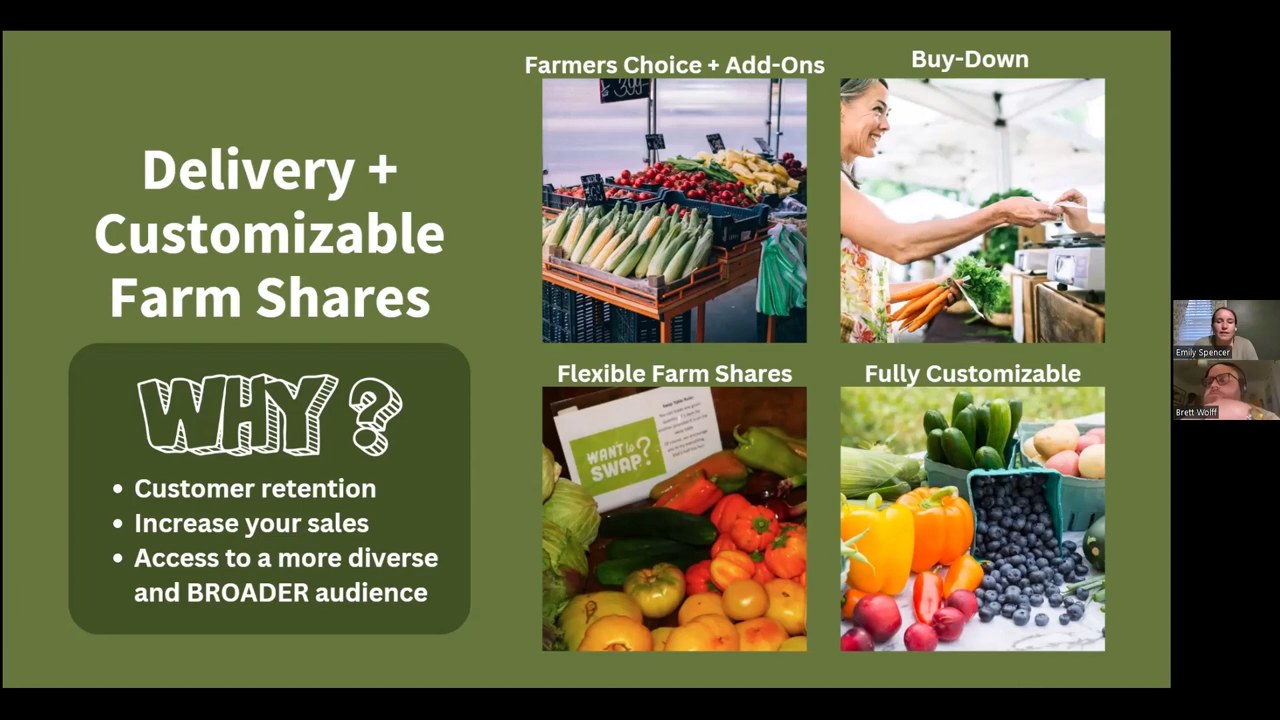 Delivery +
Customizable
Farm Shares
WHY?
• Customer retention
• Increase your sales
• Access to a more diverse
and BROADER audience
Farmers Choice + Add-Ons
Buy-Down
Flexible Farm Shares
WANT to
SWAP?
Fully Customizable
Emily Spencer
Brett Wolff